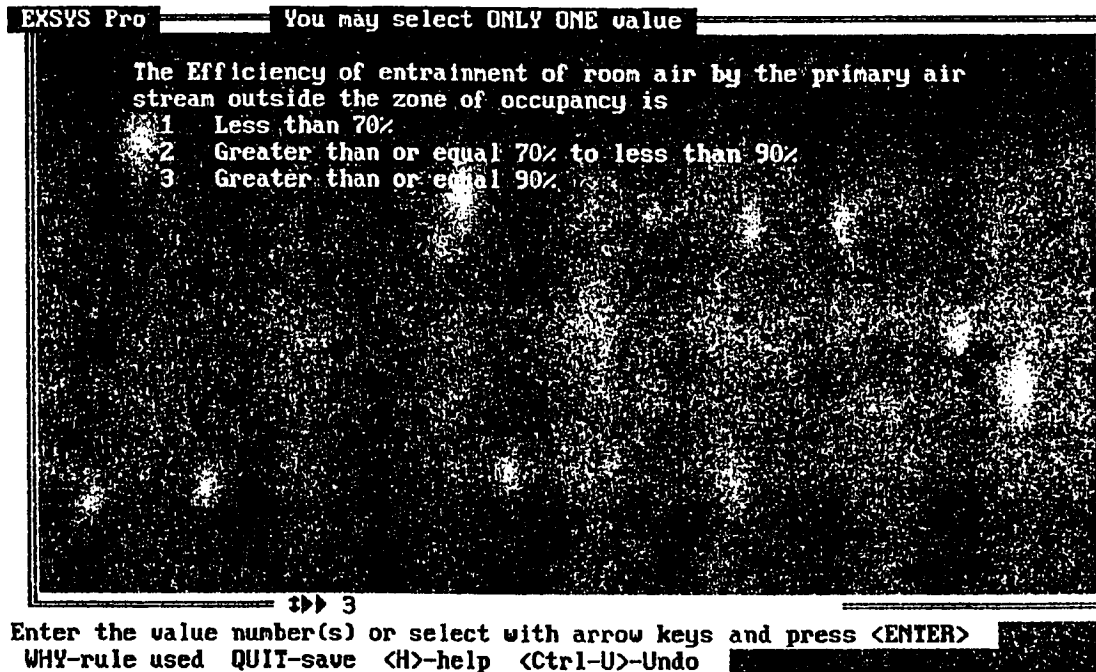 EXSYS Pro You may select ONLY ONE value
The Efficiency of entrainment of room air by the primary air
stream outside the zone of occupancy is
1 Less than 70%
2 Greater than or equal 70% to less than 90%
3 Greater than or equal 90%
3
Enter the value number(s) or select with arrow keys and press <ENTER>
WHY-rule used QUIT-save <H>-help <Ctrl-U>-Undo